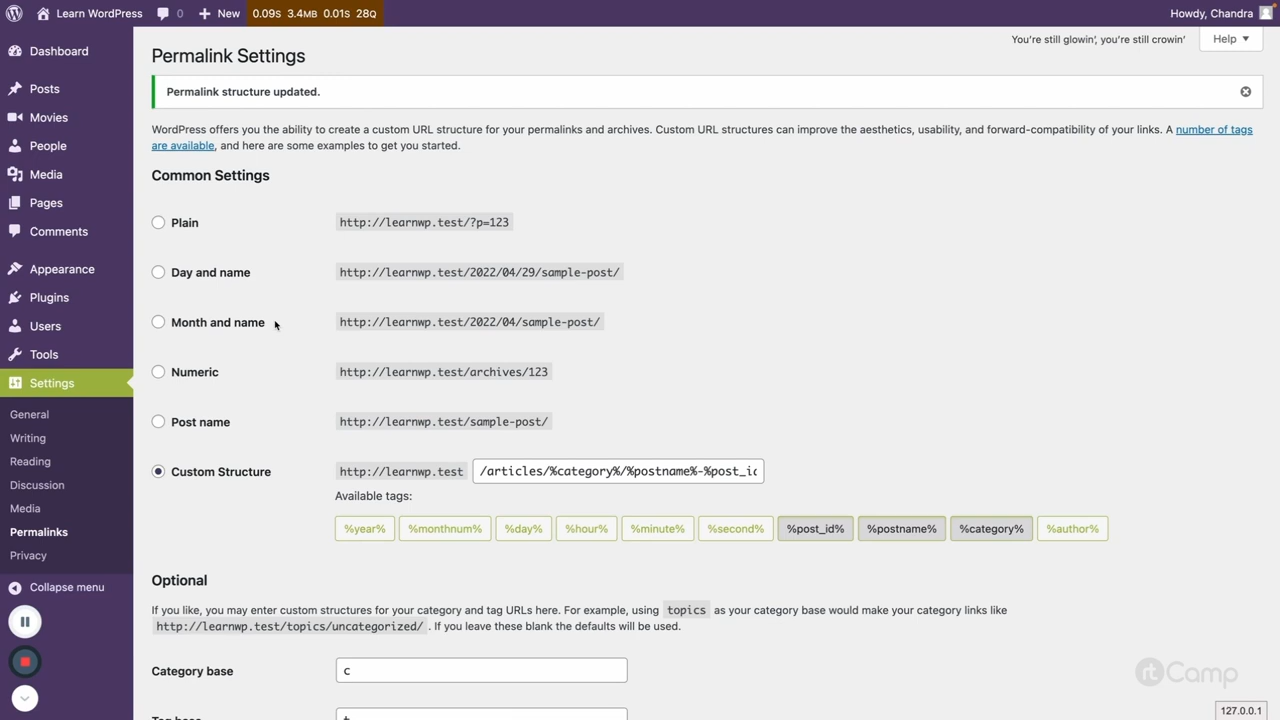 Learn WordPress 0 New 0.09s 3.4MB 0.01s 28Q Howdy, Chandra
You're still glowin', you're still crowin' Help
Dashboard
Posts
Movies
People
Media
Pages
Comments
Appearance
Plugins
Users
Tools
Settings
General
Writing
Reading
Discussion
Media
Permalinks
Privacy
Collapse menu
Permalink Settings
Permalink structure updated.
WordPress offers you the ability to create a custom URL structure for your permalinks and archives. Custom URL structures can improve the aesthetics, usability, and forward-compatibility of your links. A number of tags
are available, and here are some examples to get you started.
Common Settings
Plain http://learnwp.test/?p=123
Day and name http://learnwp.test/2022/04/29/sample-post/
Month and name http://learnwp.test/2022/04/sample-post/
Numeric http://learnwp.test/archives/123
Post name http://learnwp.test/sample-post/
Custom Structure http://learnwp.test /articles/%category%/%postname%-%post_ic
Available tags:
%year% %monthnum% %day% %hour% %minute% %second% %post_id% %postname% %category% %author%
Optional
If you like, you may enter custom structures for your category and tag URLs here. For example, using topics as your category base would make your category links like
http://learnwp.test/topics/uncategorized/ . If you leave these blank the defaults will be used.
Category base c
rtCamp
127.0.0.1